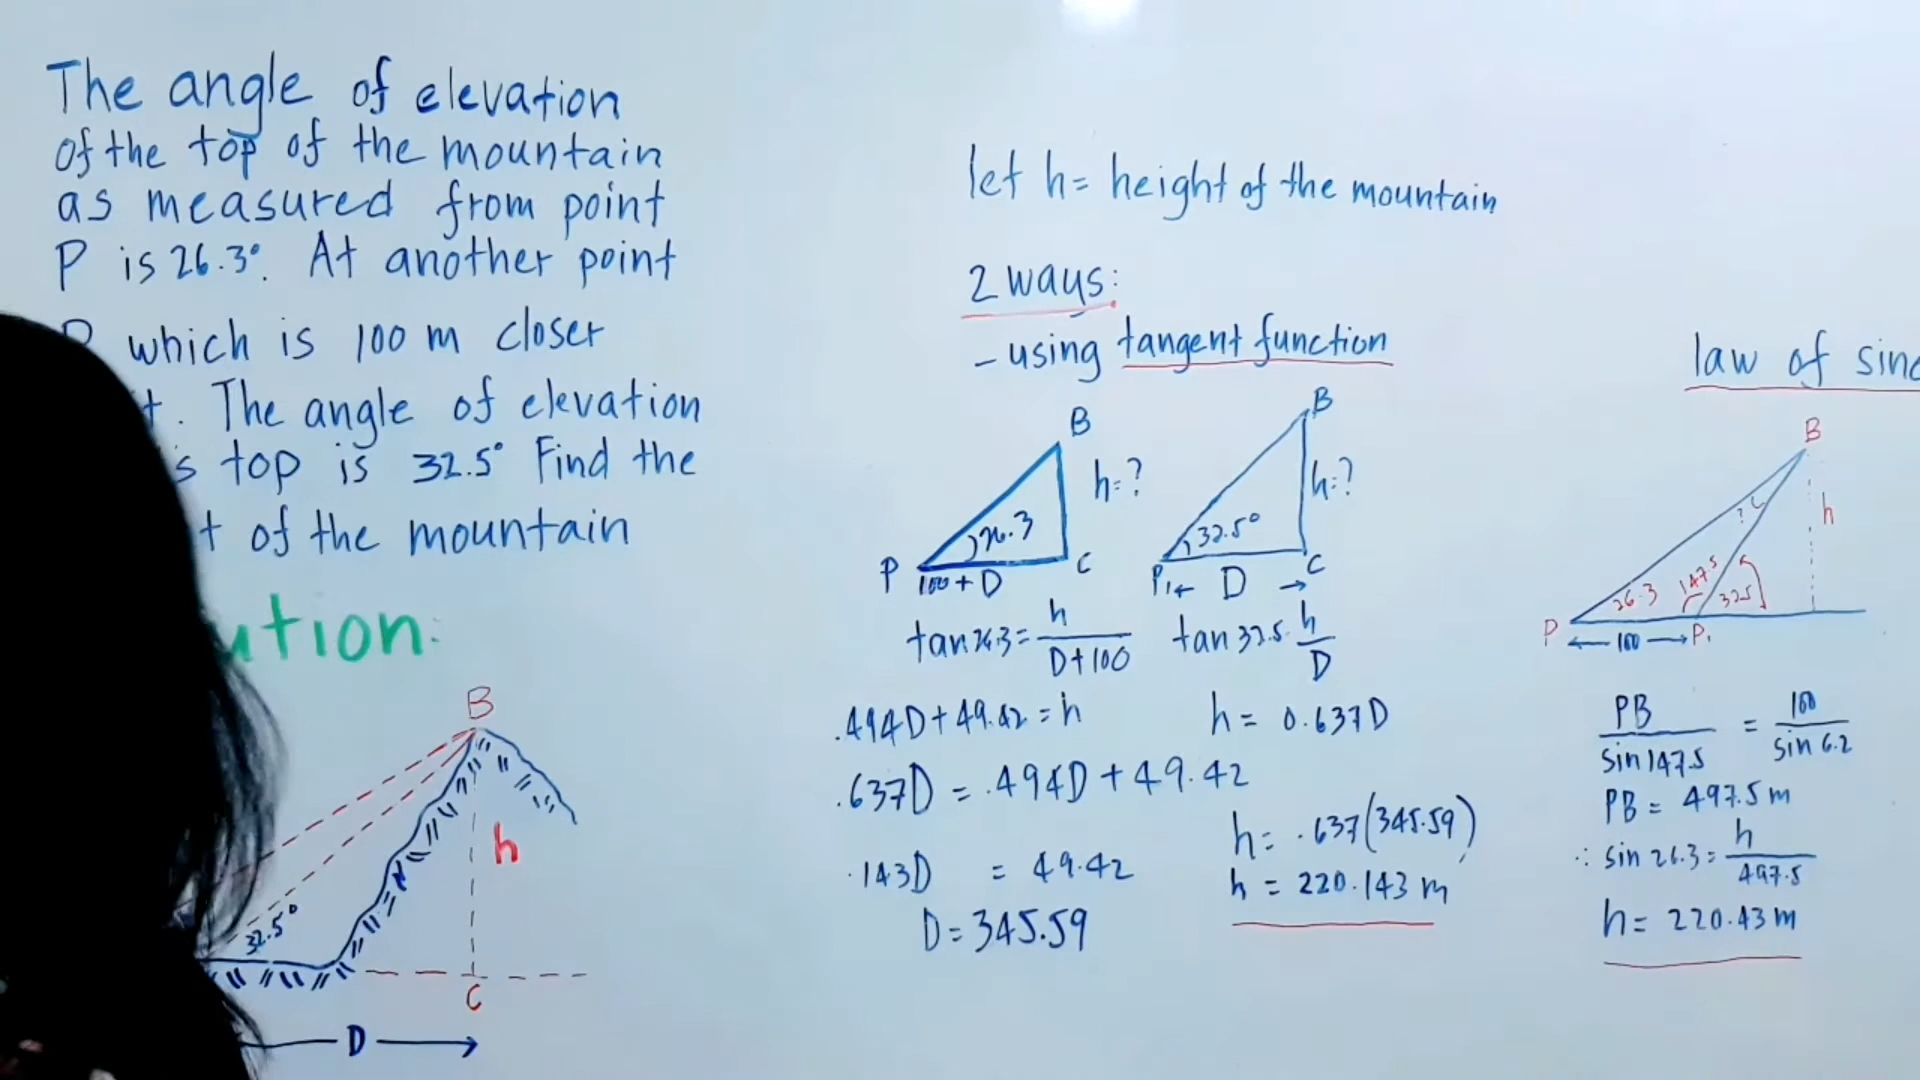 The angle of elevation
of the top of the mountain
as measured from point
P is 26.3°. At another point
which is 100 m closer
t. The angle of elevation
s top is 32.5° Find the
t of the mountain
ution:
B
h
32.5°
C
D
let h = height of the mountain
2 ways:
- using tangent function
B
h=?
26.3
P
100 + D
C
B
h=?
32.5°
P1
D
C
tan 26.3 = h / D+100
tan 32.5 = h / D
.494D + 49.42 = h
h = 0.637D
.637D = .494D + 49.42
.143D = 49.42
D = 345.59
h = .637(345.59)
h = 220.143 m
law of sin
B
?
h
26.3
147.5
32.5
P
100
P1
PB / sin 147.5 = 100 / sin 6.2
PB = 497.5 m
∴ sin 26.3 = h / 497.5
h = 220.43 m